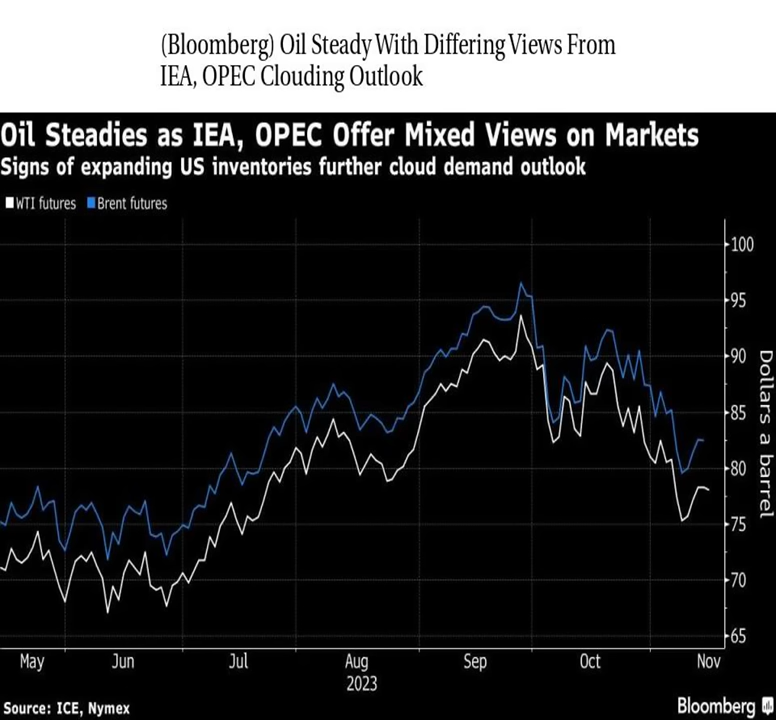 (Bloomberg) Oil Steady With Differing Views From
IEA, OPEC Clouding Outlook
Oil Steadies as IEA, OPEC Offer Mixed Views on Markets
Signs of expanding US inventories further cloud demand outlook
WTI futures Brent futures
100
95
90
85
80
75
70
65
Dollars a barrel
May Jun Jul Aug Sep Oct Nov
2023
Source: ICE, Nymex
Bloomberg